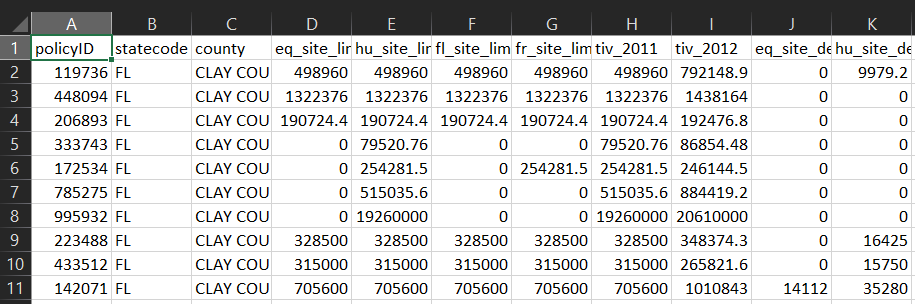 A B C D E F G H I J K
1 policyID statecode county eq_site_lim hu_site_lim fl_site_lim fr_site_lim tiv_2011 tiv_2012 eq_site_de hu_site_de
2 119736 FL CLAY COU 498960 498960 498960 498960 498960 792148.9 0 9979.2
3 448094 FL CLAY COU 1322376 1322376 1322376 1322376 1322376 1438164 0 0
4 206893 FL CLAY COU 190724.4 190724.4 190724.4 190724.4 190724.4 192476.8 0 0
5 333743 FL CLAY COU 0 79520.76 0 0 79520.76 86854.48 0 0
6 172534 FL CLAY COU 0 254281.5 0 254281.5 254281.5 246144.5 0 0
7 785275 FL CLAY COU 0 515035.6 0 0 515035.6 884419.2 0 0
8 995932 FL CLAY COU 0 19260000 0 0 19260000 20610000 0 0
9 223488 FL CLAY COU 328500 328500 328500 328500 328500 348374.3 0 16425
10 433512 FL CLAY COU 315000 315000 315000 315000 315000 265821.6 0 15750
11 142071 FL CLAY COU 705600 705600 705600 705600 705600 1010843 14112 35280